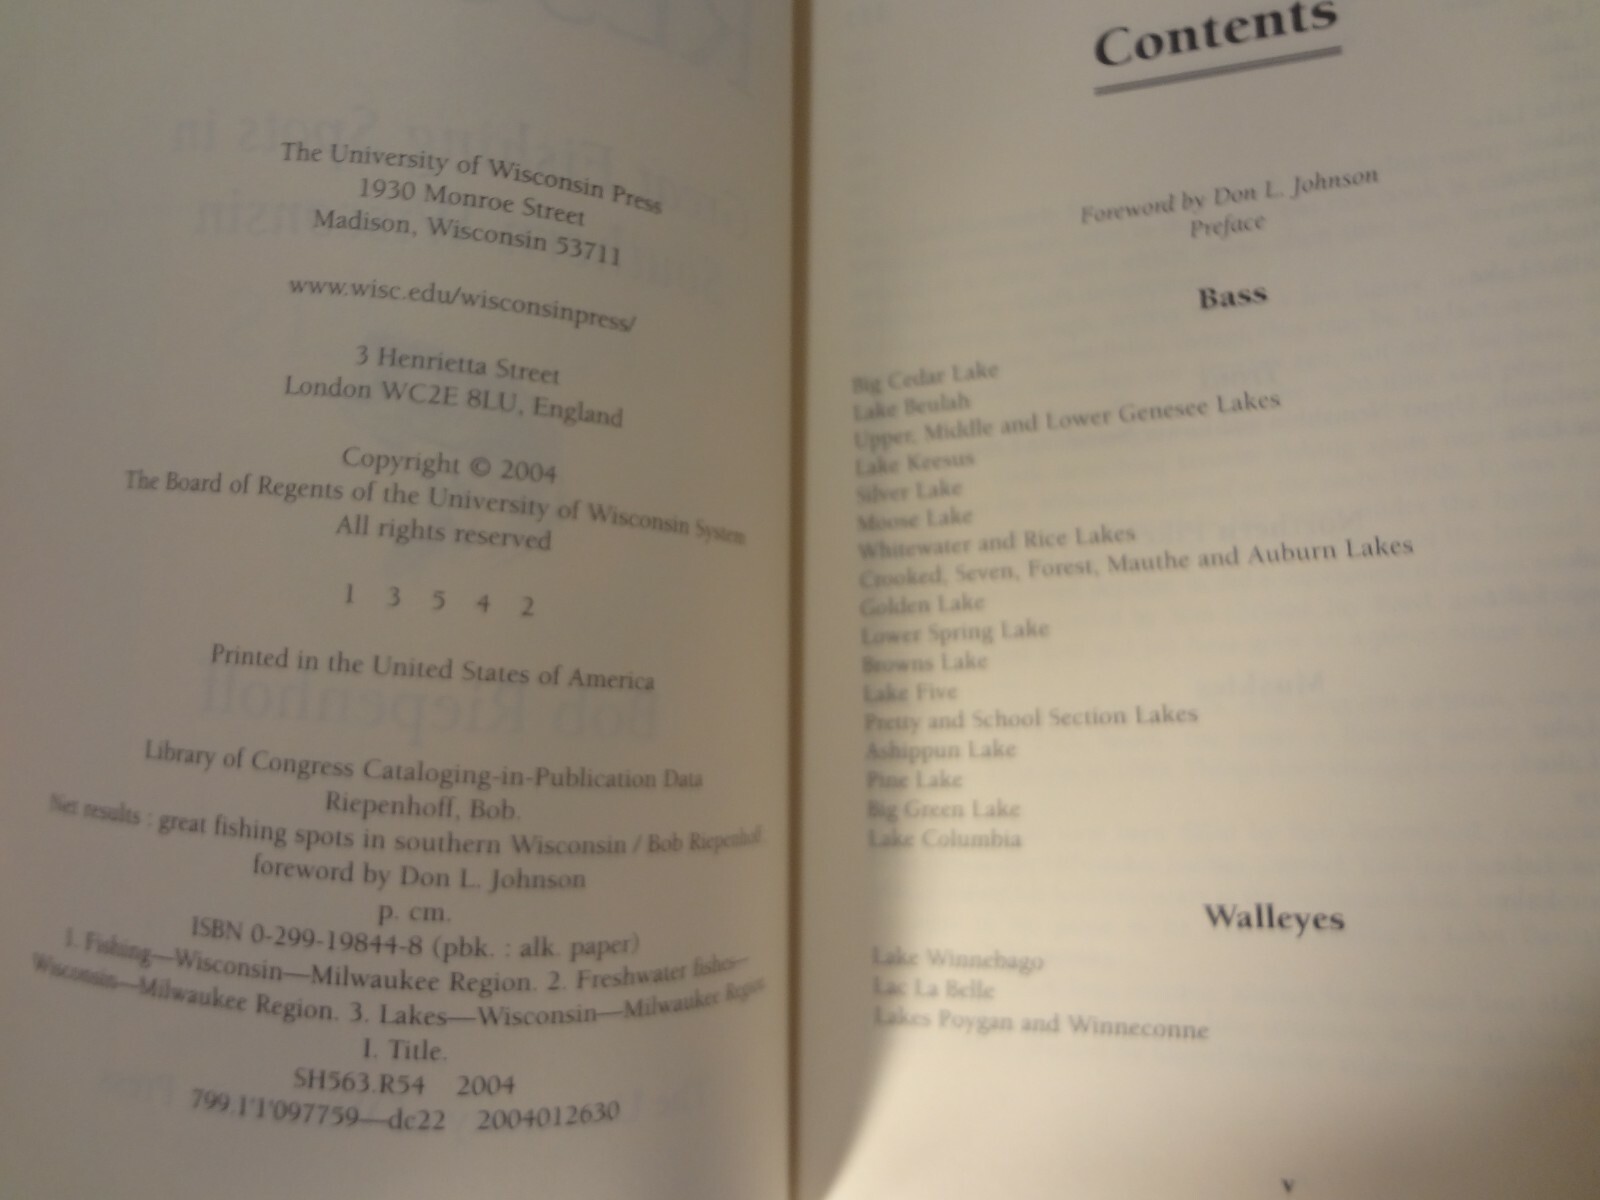 The University of Wisconsin Press
1930 Monroe Street
Madison, Wisconsin 53711
www.wisc.edu/wisconsinpress/
3 Henrietta Street
London WC2E 8LU, England
Copyright © 2004
The Board of Regents of the University of Wisconsin System
All rights reserved
1 3 5 4 2
Printed in the United States of America
Library of Congress Cataloging-in-Publication Data
Riepenhoff, Bob.
Net results : great fishing spots in southern Wisconsin / Bob Riepenhoff
foreword by Don L. Johnson
p. cm.
ISBN 0-299-19844-8 (pbk. : alk. paper)
1. Fishing—Wisconsin—Milwaukee Region. 2. Freshwater fishes—
Wisconsin—Milwaukee Region. 3. Lakes—Wisconsin—Milwaukee Region
I. Title.
SH563.R54 2004
799.1'1'097759—dc22 2004012630
Contents
Foreword by Don L. Johnson
Preface
Bass
Big Cedar Lake
Lake Beulah
Upper, Middle and Lower Genesee Lakes
Lake Keesus
Silver Lake
Moose Lake
Whitewater and Rice Lakes
Crooked, Seven, Forest, Mauthe and Auburn Lakes
Golden Lake
Lower Spring Lake
Browns Lake
Lake Five
Pretty and School Section Lakes
Ashippun Lake
Pine Lake
Big Green Lake
Lake Columbia
Walleyes
Lake Winnebago
Lac La Belle
Lakes Poygan and Winneconne
v